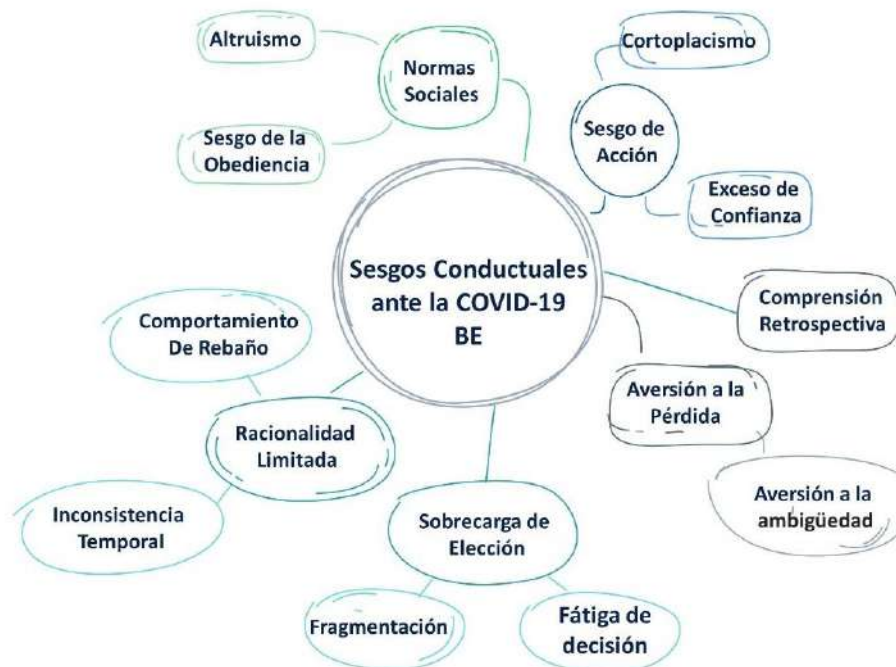 Altruismo
Normas
Sociales
Sesgo de la
Obediencia
Cortoplacismo
Sesgo de
Acción
Exceso de
Confianza
Sesgos Conductuales
ante la COVID-19
BE
Comprensión
Retrospectiva
Aversión a la
Pérdida
Aversión a la
ambigüedad
Comportamiento
De Rebaño
Racionalidad
Limitada
Inconsistencia
Temporal
Sobrecarga de
Elección
Fragmentación
Fátiga de
decisión